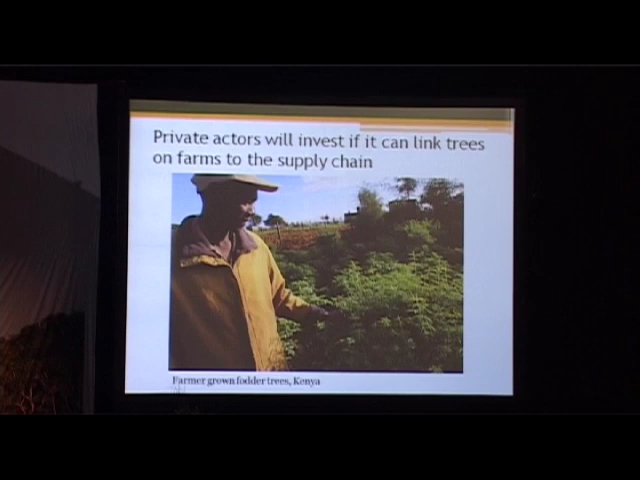 Private actors will invest if it can link trees
on farms to the supply chain
Farmer grown fodder trees, Kenya